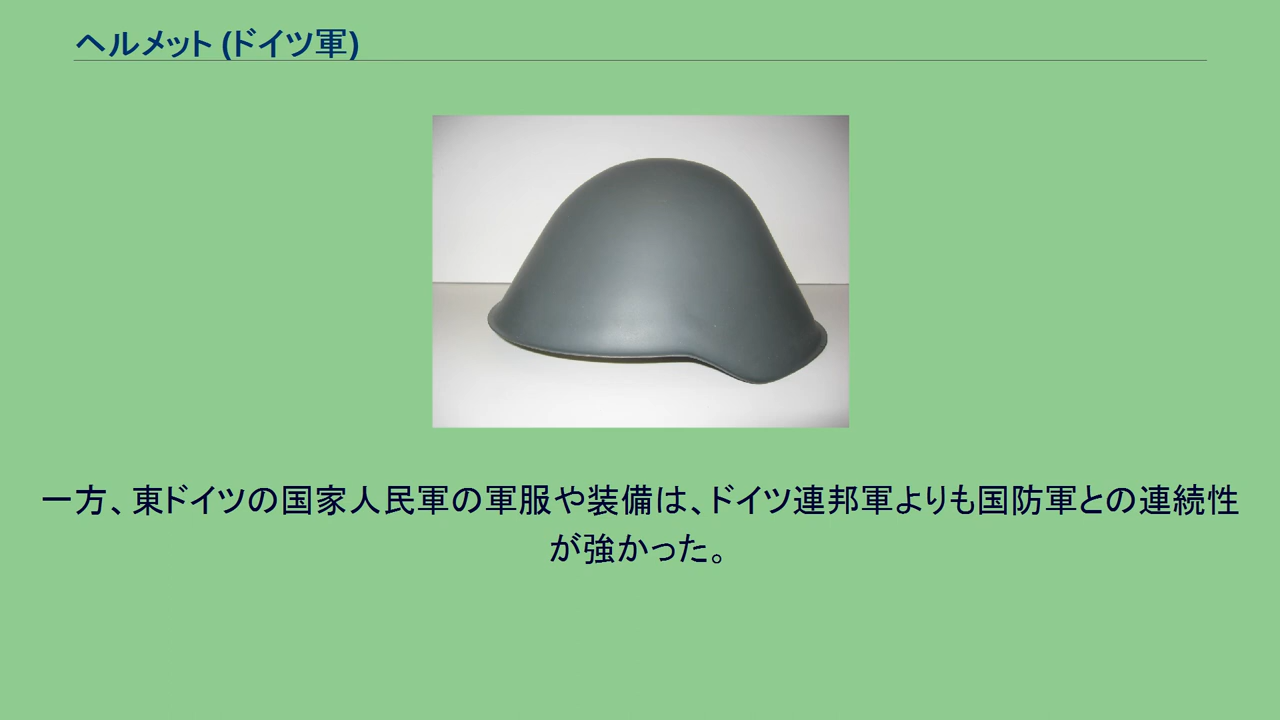 ヘルメット (ドイツ軍)
一方、東ドイツの国家人民軍の軍服や装備は、ドイツ連邦軍よりも国防軍との連続性
が強かった。